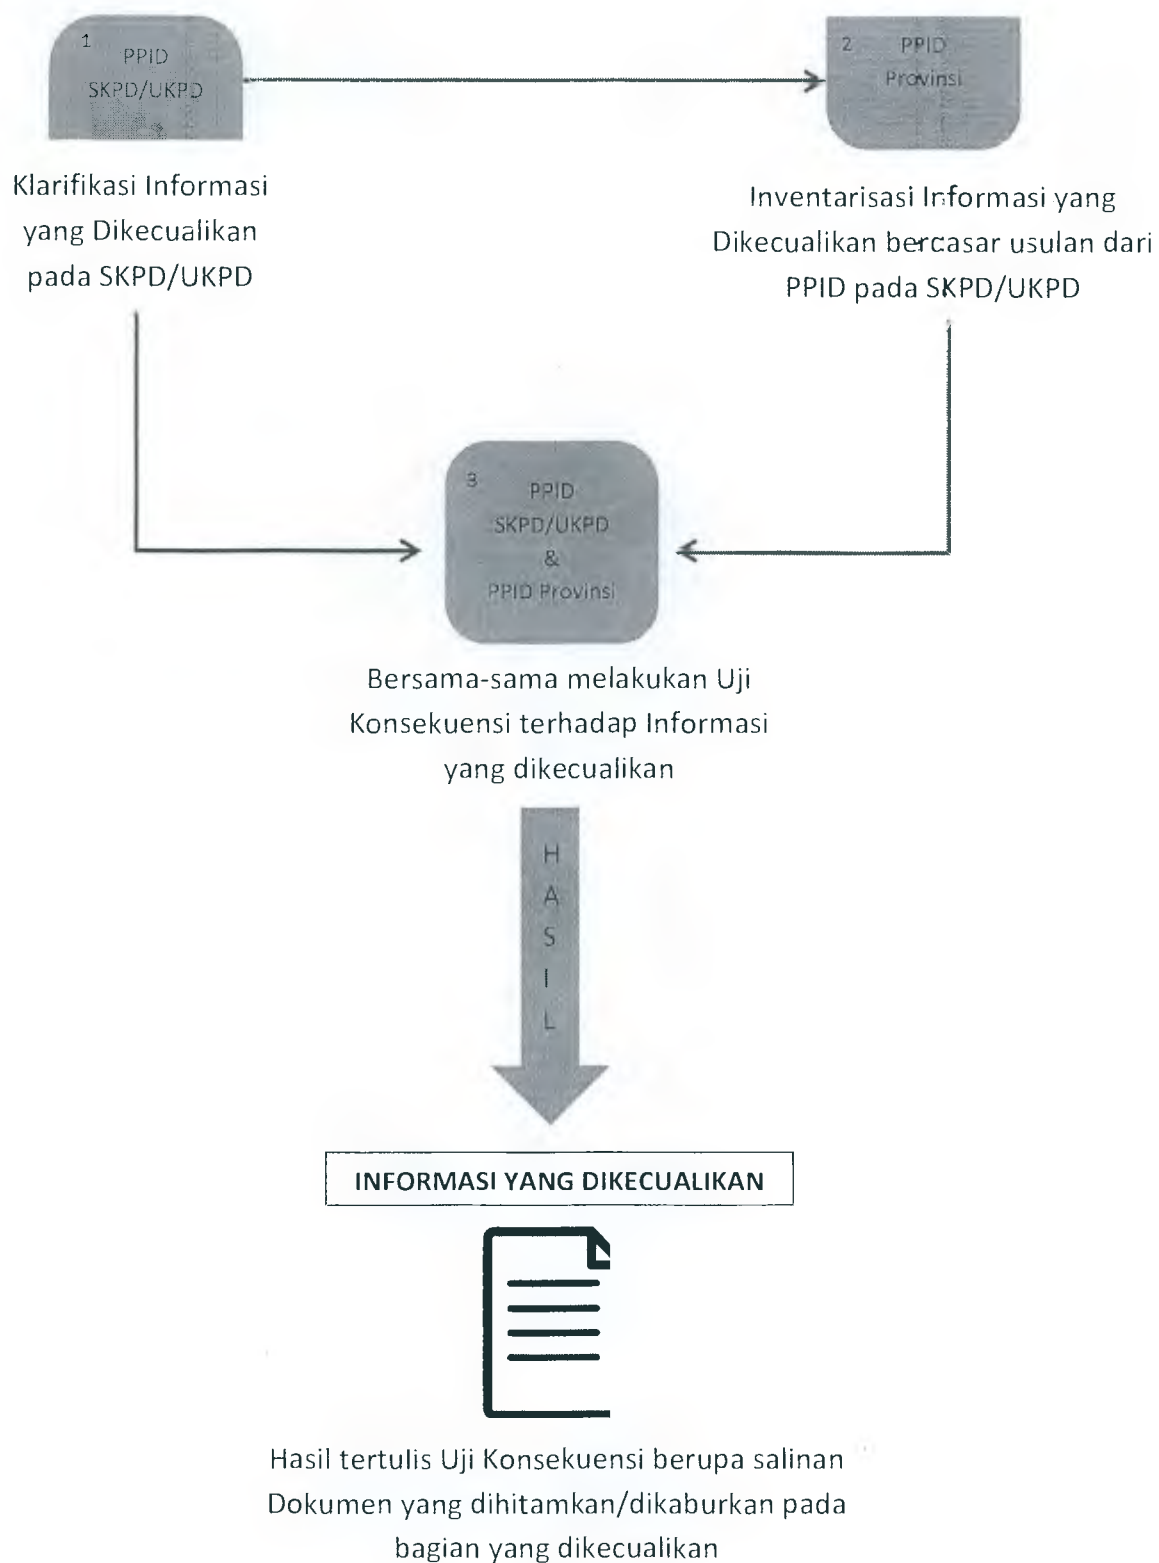 1
PPID
SKPD/UKPD
2
PPID
Provinsi
Klarifikasi Informasi
yang Dikecualikan
pada SKPD/UKPD
Inventarisasi Informasi yang
Dikecualikan bercasar usulan dari
PPID pada SKPD/UKPD
3
PPID
SKPD/UKPD
&
PPID Provinsi
Bersama-sama melakukan Uji
Konsekuensi terhadap Informasi
yang dikecualikan
H
A
S
I
L
INFORMASI YANG DIKECUALIKAN
Hasil tertulis Uji Konsekuensi berupa salinan
Dokumen yang dihitamkan/dikaburkan pada
bagian yang dikecualikan